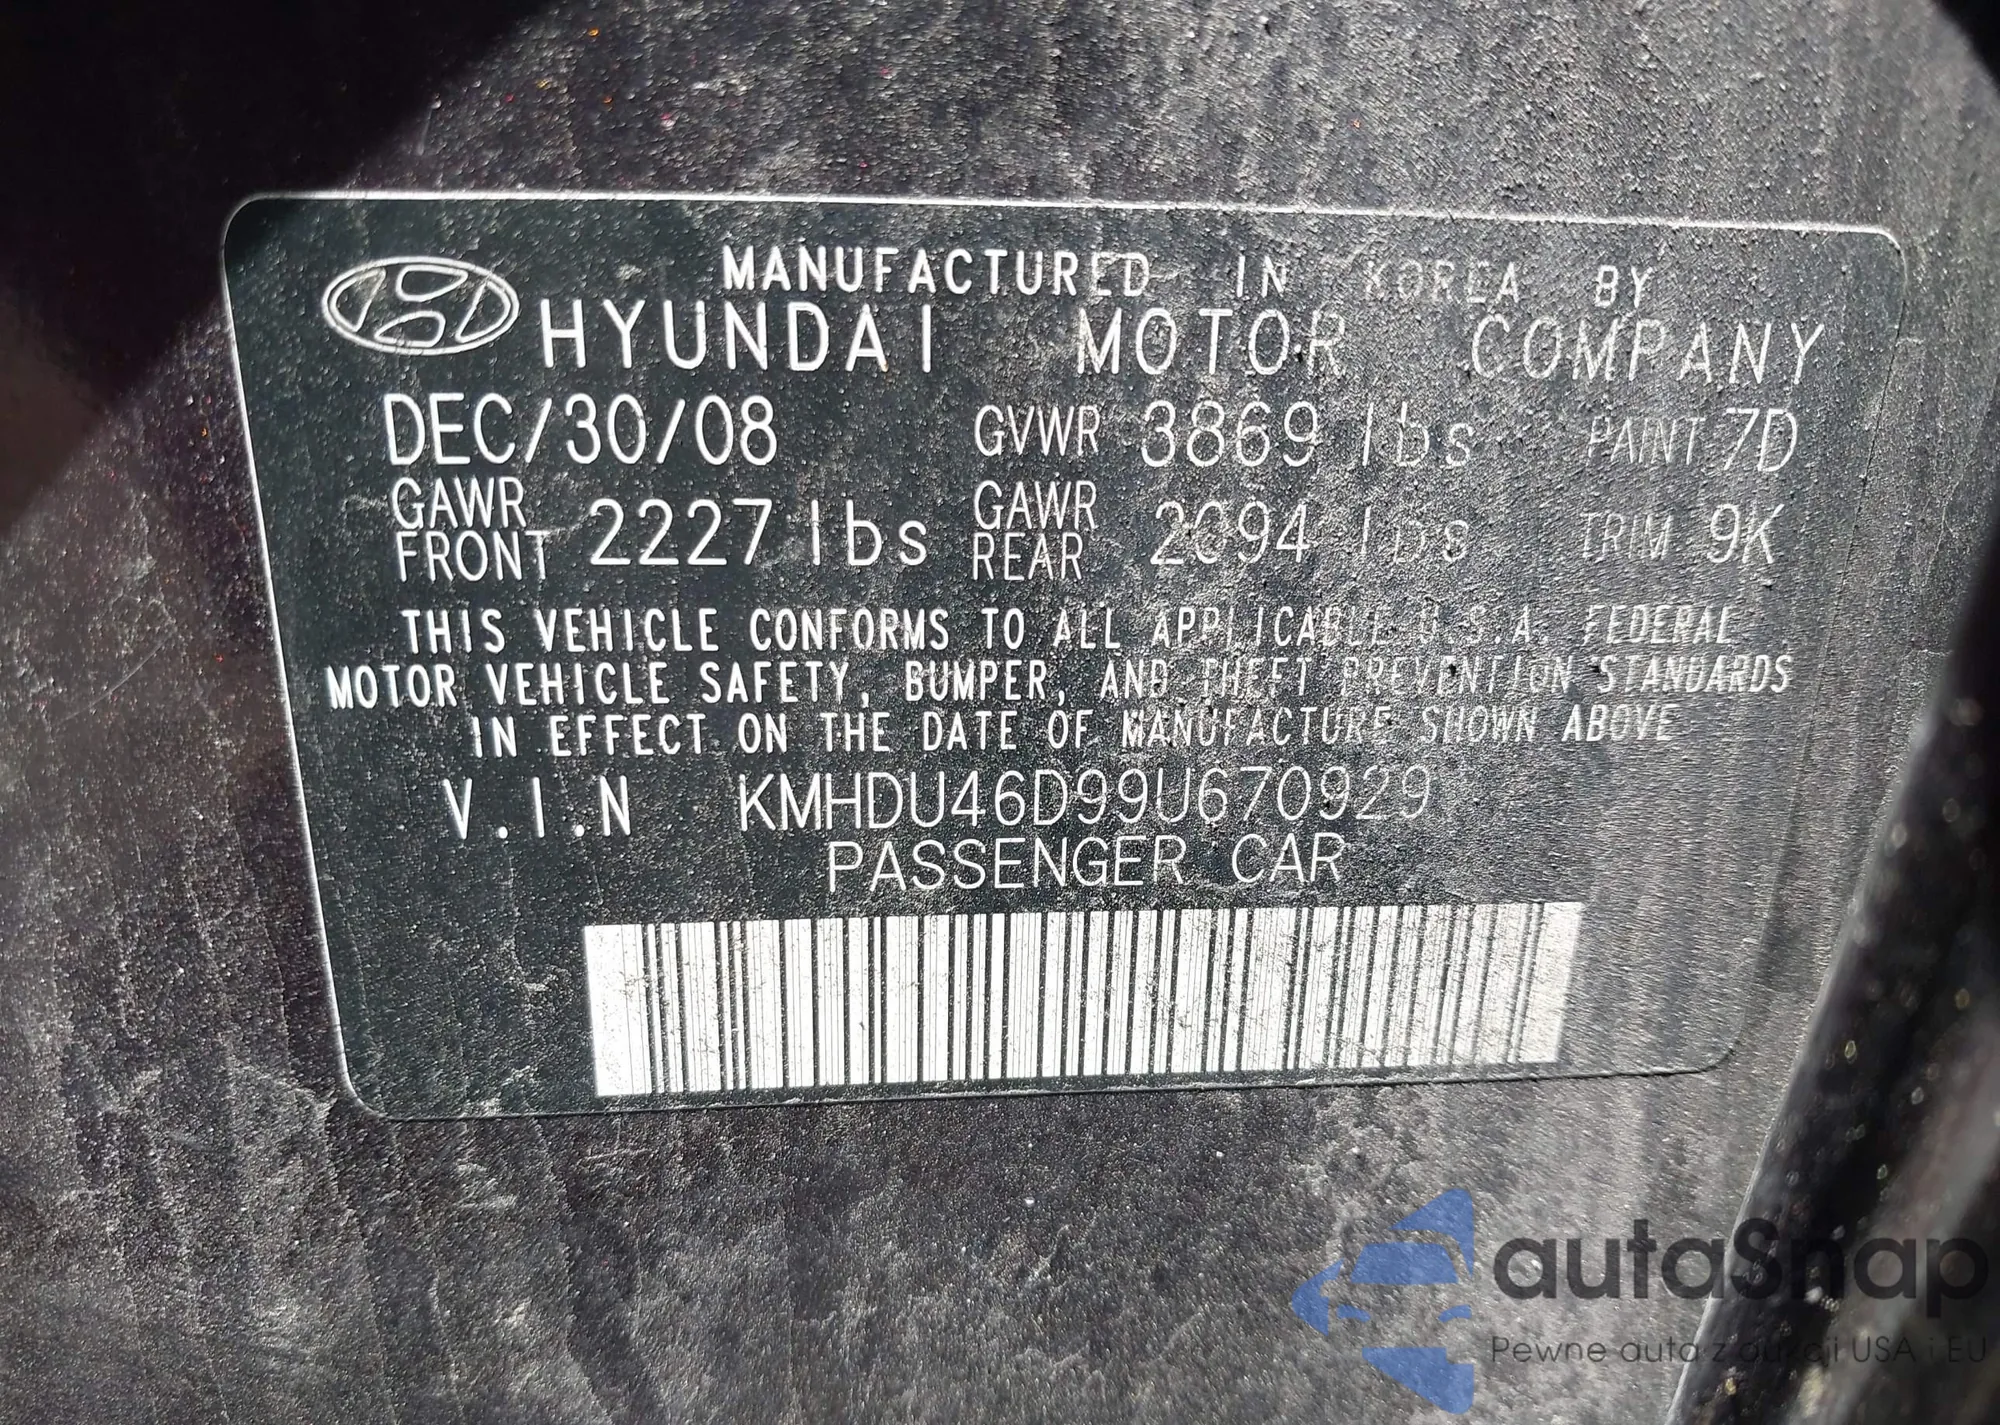 MANUFACTURED IN KOREA BY
HYUNDAI MOTOR COMPANY
DEC/30/08 GVWR 3869 lbs PAINT 7D
GAWR FRONT 2227 lbs GAWR REAR 2094 lbs TRIM 9K
THIS VEHICLE CONFORMS TO ALL APPLICABLE U.S.A. FEDERAL
MOTOR VEHICLE SAFETY, BUMPER, AND THEFT PREVENTION STANDARDS
IN EFFECT ON THE DATE OF MANUFACTURE SHOWN ABOVE
V.I.N KMHDU46D99U670929
PASSENGER CAR
autaSnap
Pewne auta z aukcji USA i EU